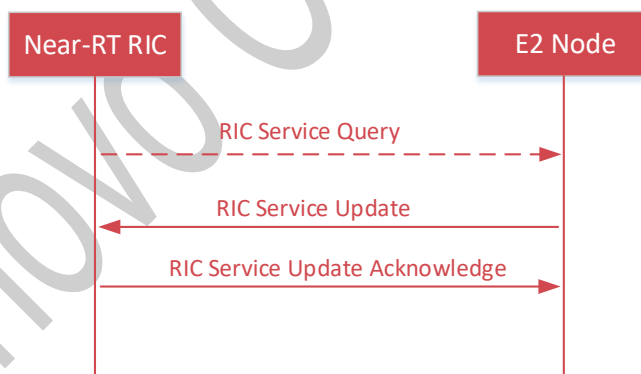 Near-RT RIC
E2 Node
RIC Service Query
RIC Service Update
RIC Service Update Acknowledge